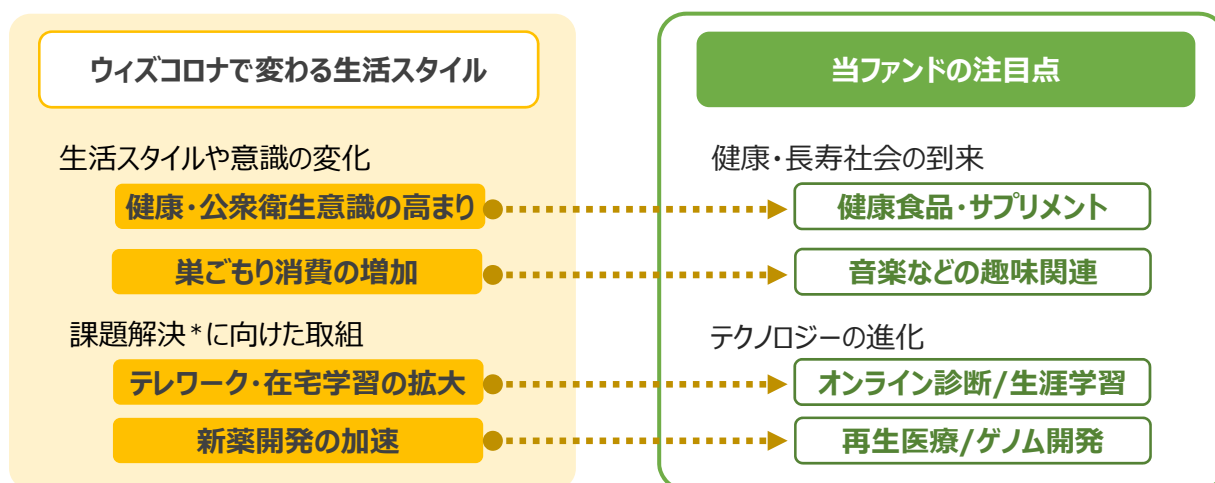 ウィズコロナで変わる生活スタイル
生活スタイルや意識の変化
健康・公衆衛生意識の高まり
巣ごもり消費の増加
課題解決*に向けた取組
テレワーク・在宅学習の拡大
新薬開発の加速
当ファンドの注目点
健康・長寿社会の到来
健康食品・サプリメント
音楽などの趣味関連
テクノロジーの進化
オンライン診断/生涯学習
再生医療/ゲノム開発